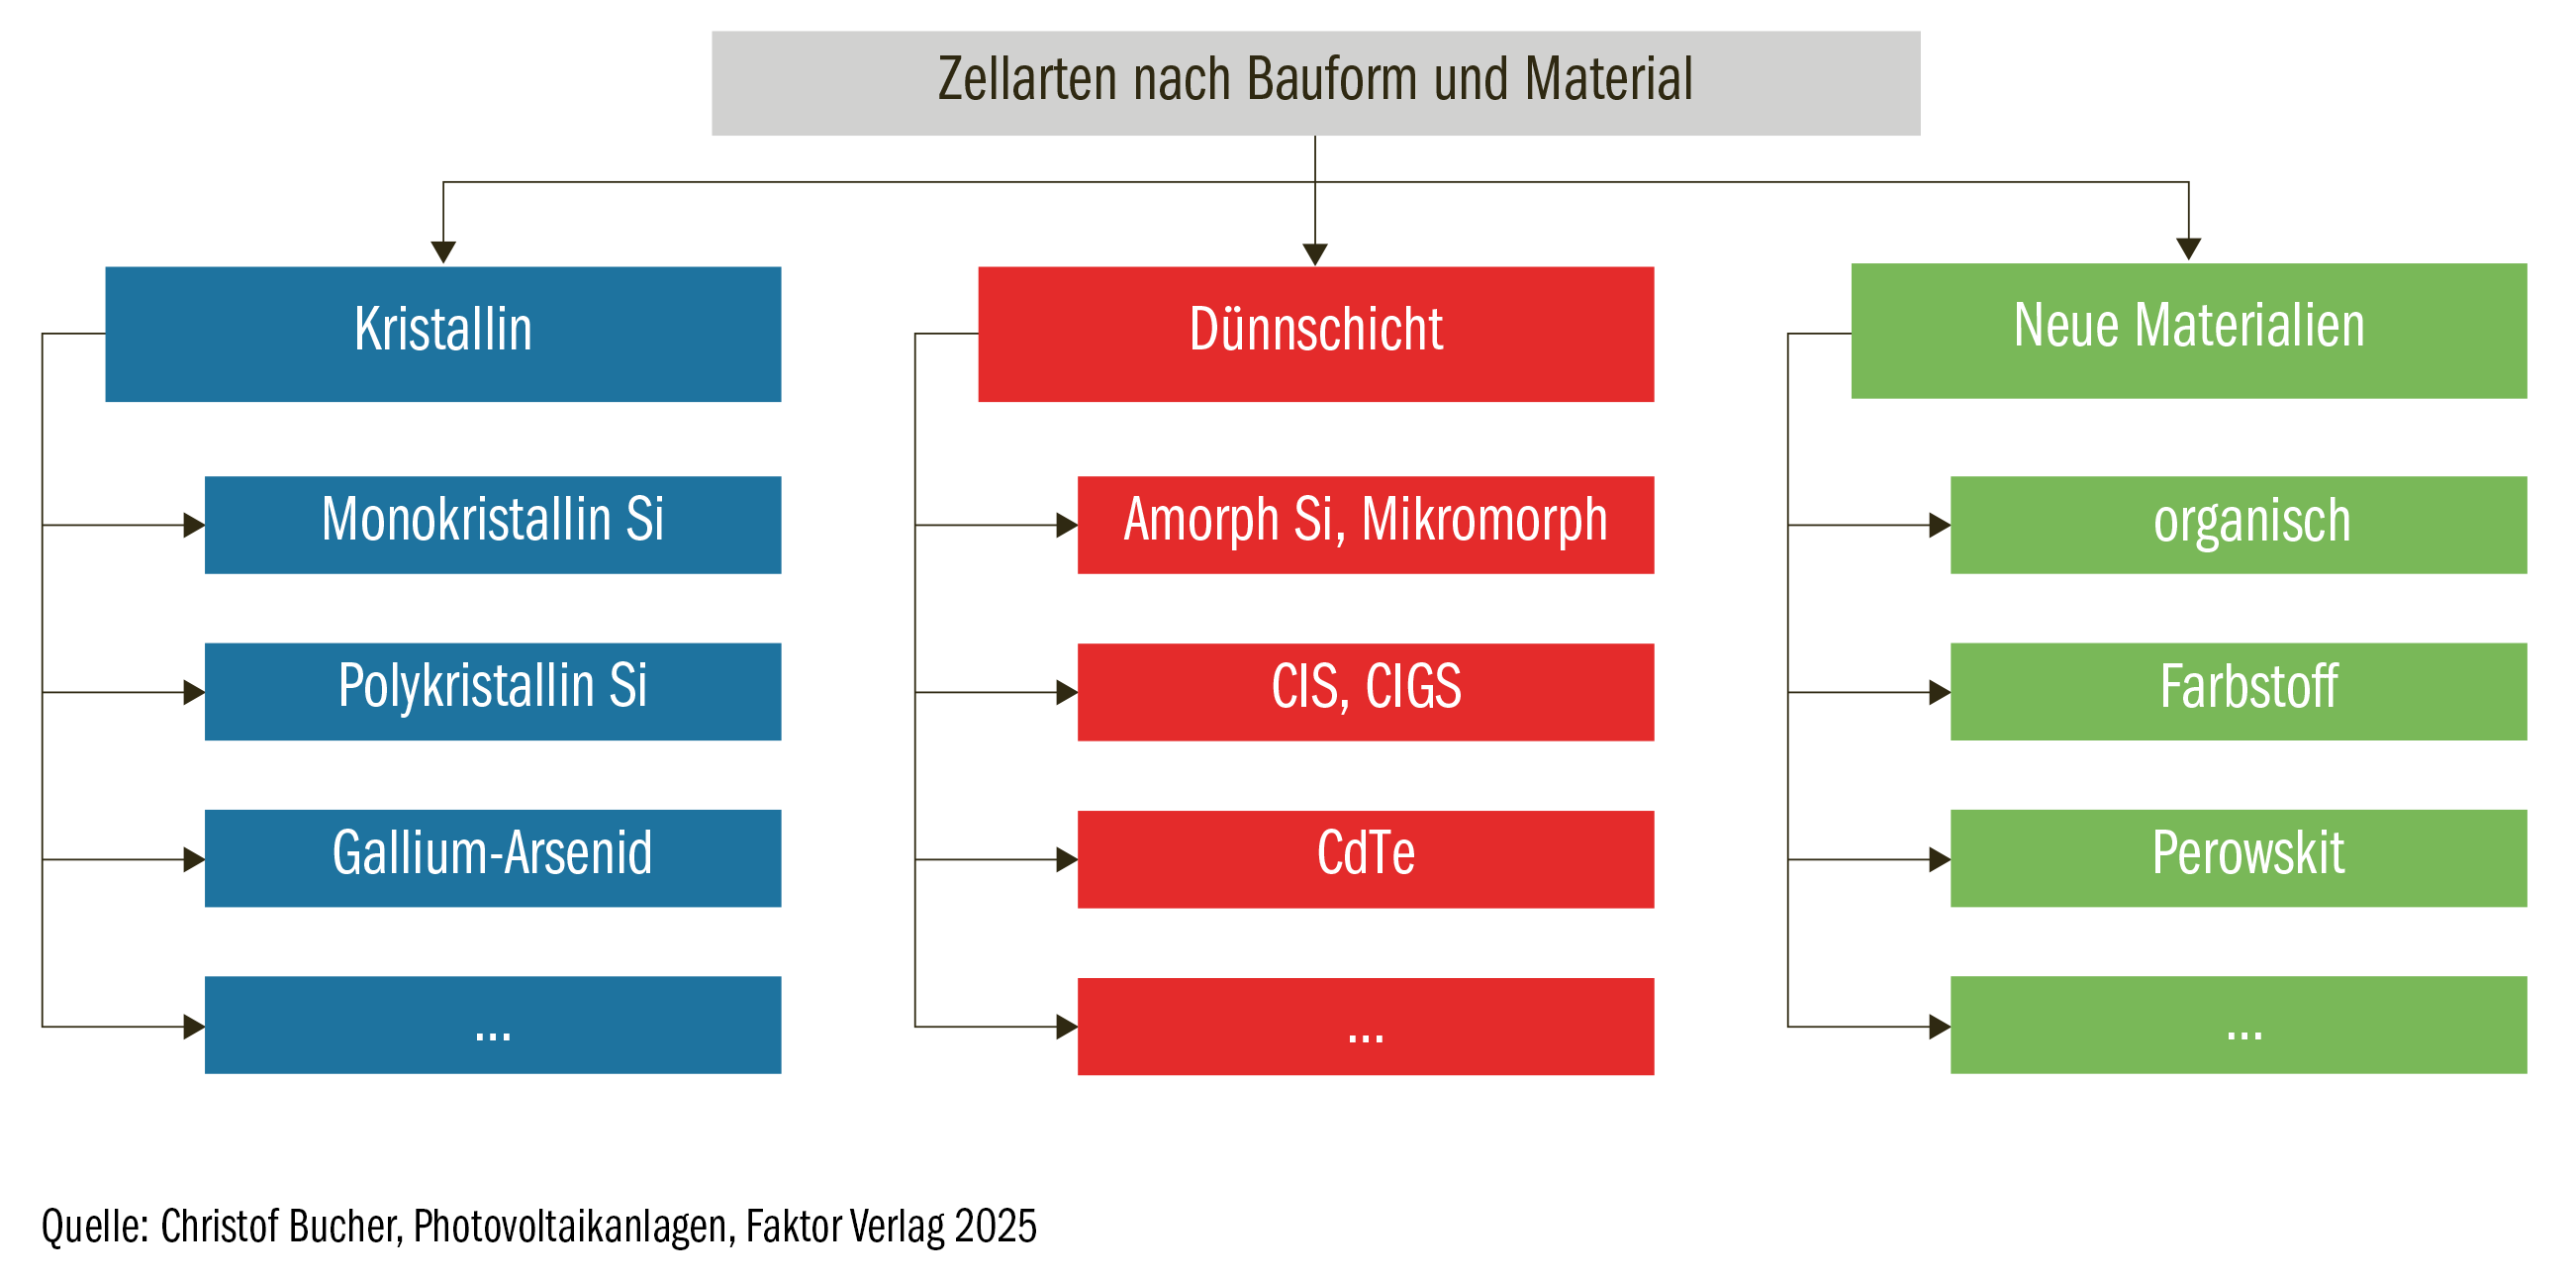 Zellarten nach Bauform und Material
Kristallin
Monokristallin Si
Polykristallin Si
Gallium-Arsenid
...
Dünnschicht
Amorph Si, Mikromorph
CIS, CIGS
CdTe
...
Neue Materialien
organisch
Farbstoff
Perowskit
...
Quelle: Christof Bucher, Photovoltaikanlagen, Faktor Verlag 2025